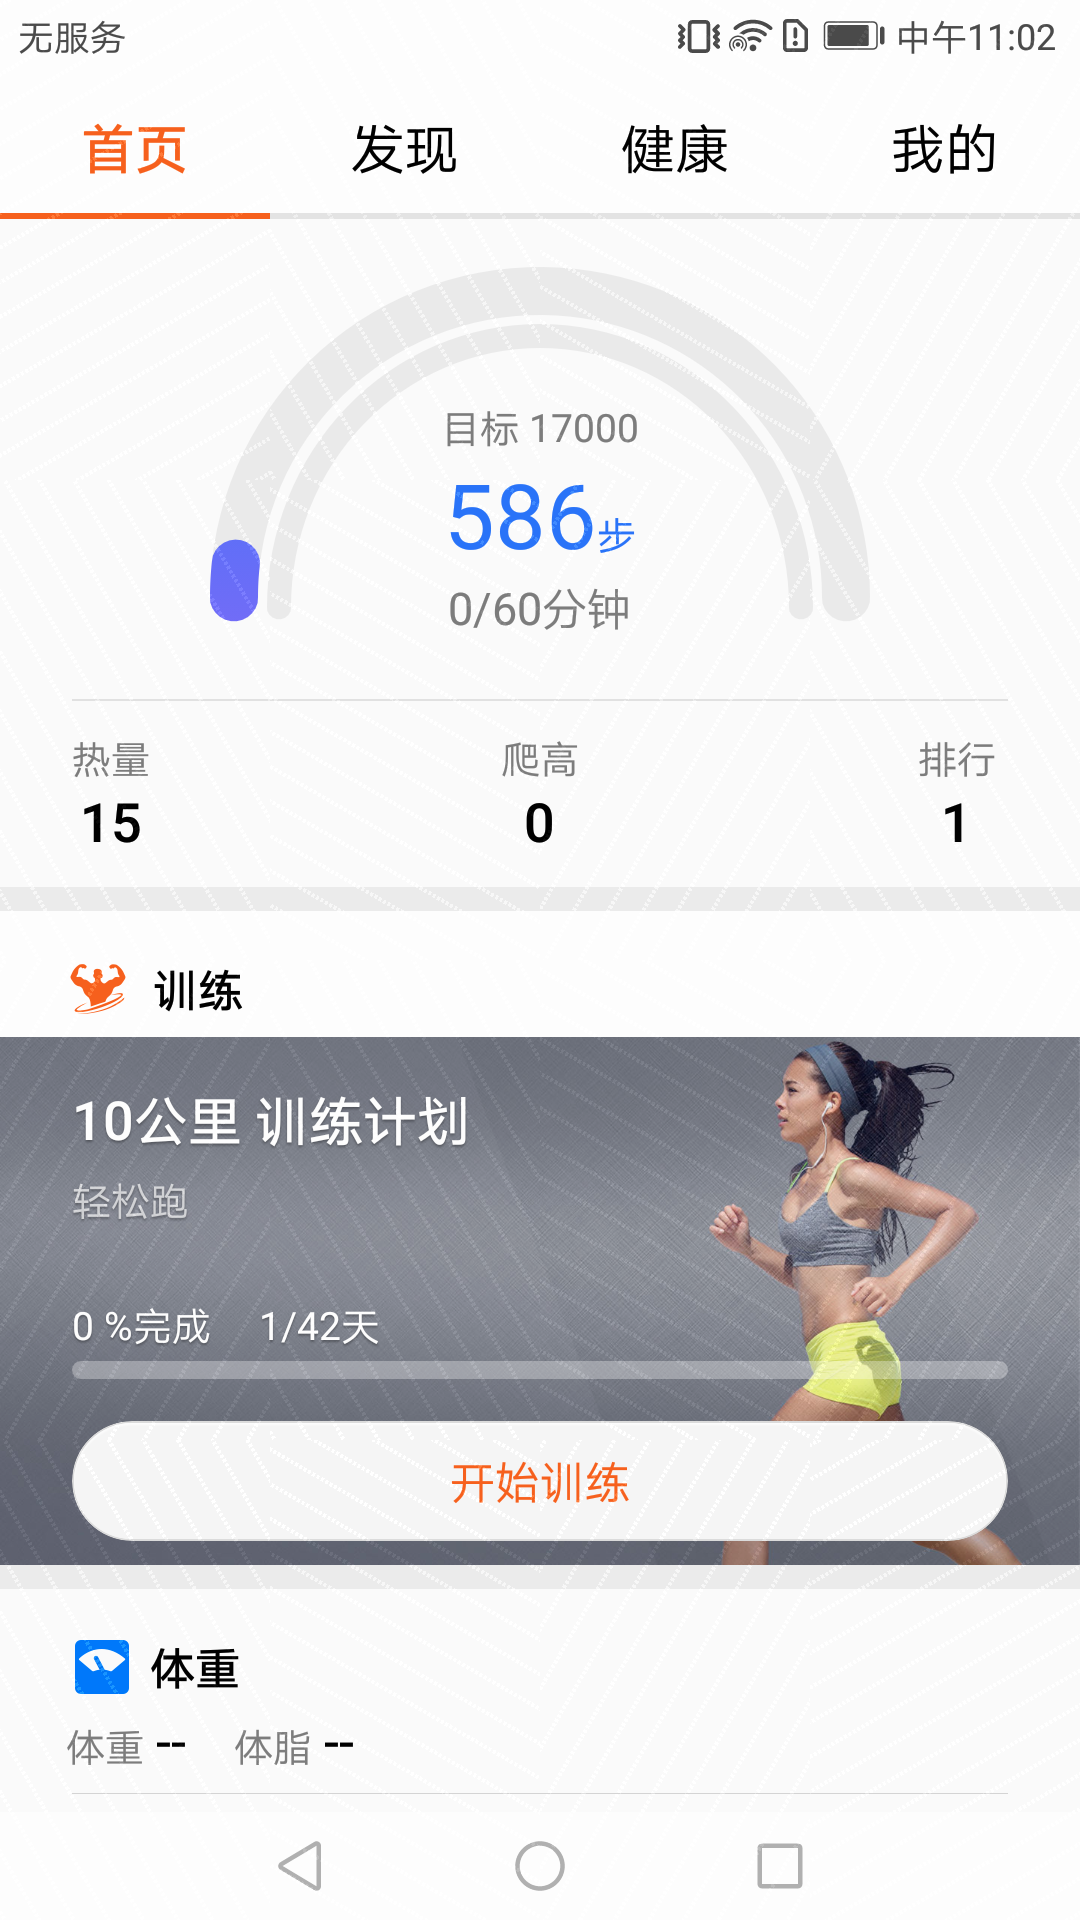 无服务 中午11:02
首页 发现 健康 我的
目标 17000
586步
0/60分钟
热量 爬高 排行
15 0 1
训练
10公里 训练计划
轻松跑
0 %完成 1/42天
开始训练
体重
体重 -- 体脂 --